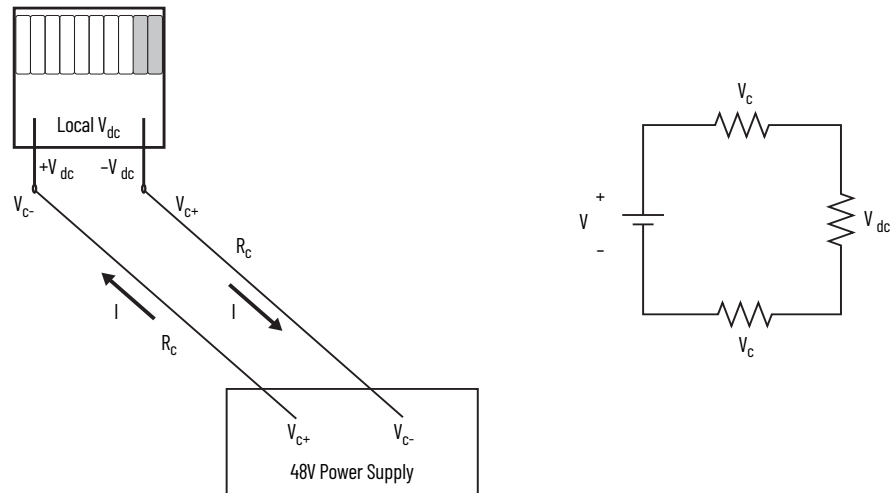 Local Vdc
+Vdc
–Vdc
Vc-
Vc+
Rc
I
I
Rc
Vc+
Vc-
48V Power Supply
Vc
+
V
–
Vdc
Vc